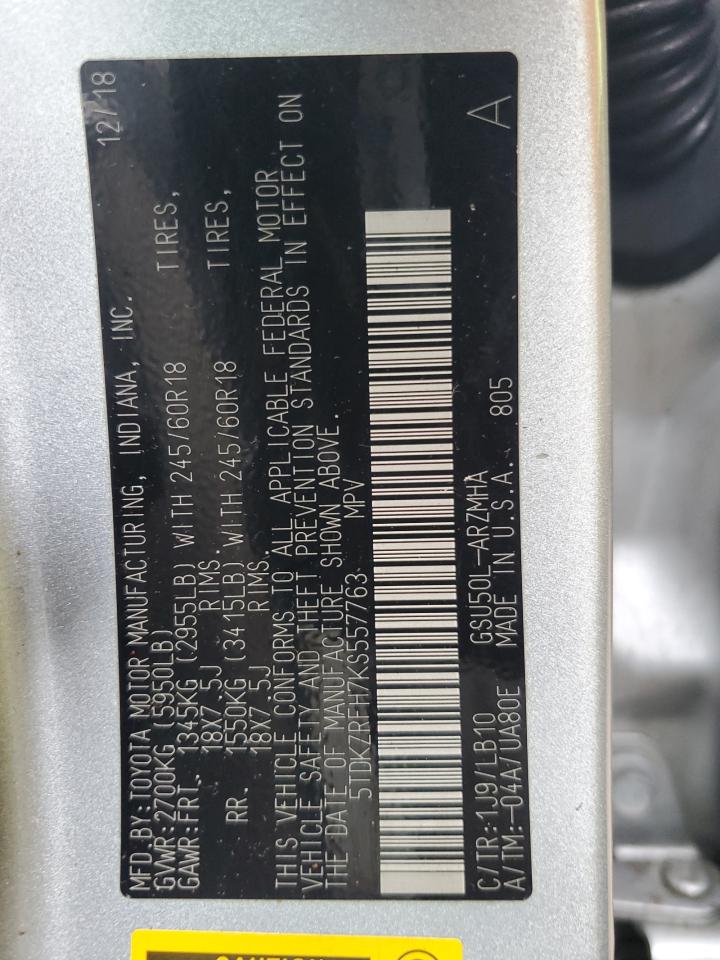 MFD.BY:TOYOTA MOTOR MANUFACTURING, INDIANA, INC. 12/18
GVWR:2700KG (5950LB)
GAWR:FRT. 1345KG (2955LB) WITH 245/60R18 TIRES,
18X7.5J RIMS.
RR. 1550KG (3415LB) WITH 245/60R18 TIRES,
18X7.5J RIMS.
THIS VEHICLE CONFORMS TO ALL APPLICABLE FEDERAL MOTOR
VEHICLE SAFETY AND THEFT PREVENTION STANDARDS IN EFFECT ON
THE DATE OF MANUFACTURE SHOWN ABOVE.
5TDKZRFH7KS557763 MPV
C/TR:1J9/LB10 GSU50L-ARZMHA A
A/TM:-04A/UA80E MADE IN U.S.A. 805
CAUTION